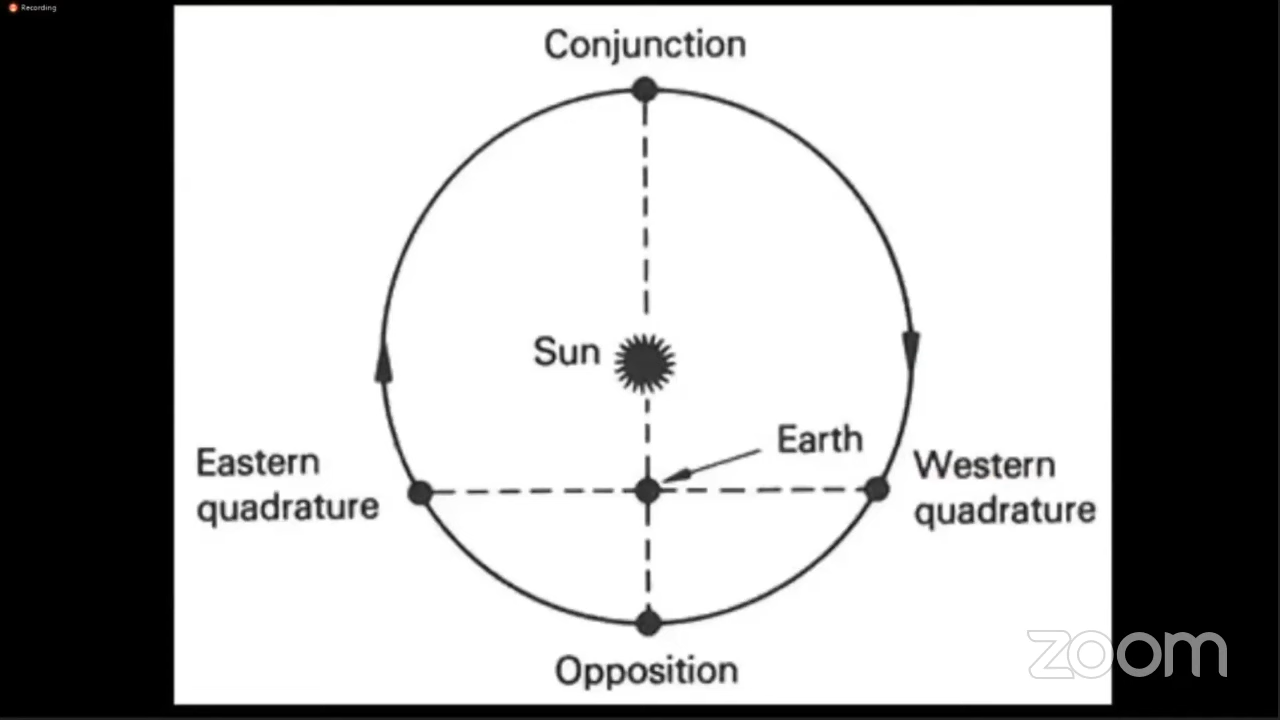 Recording
Conjunction
Sun
Earth
Eastern
quadrature
Western
quadrature
Opposition
zoom